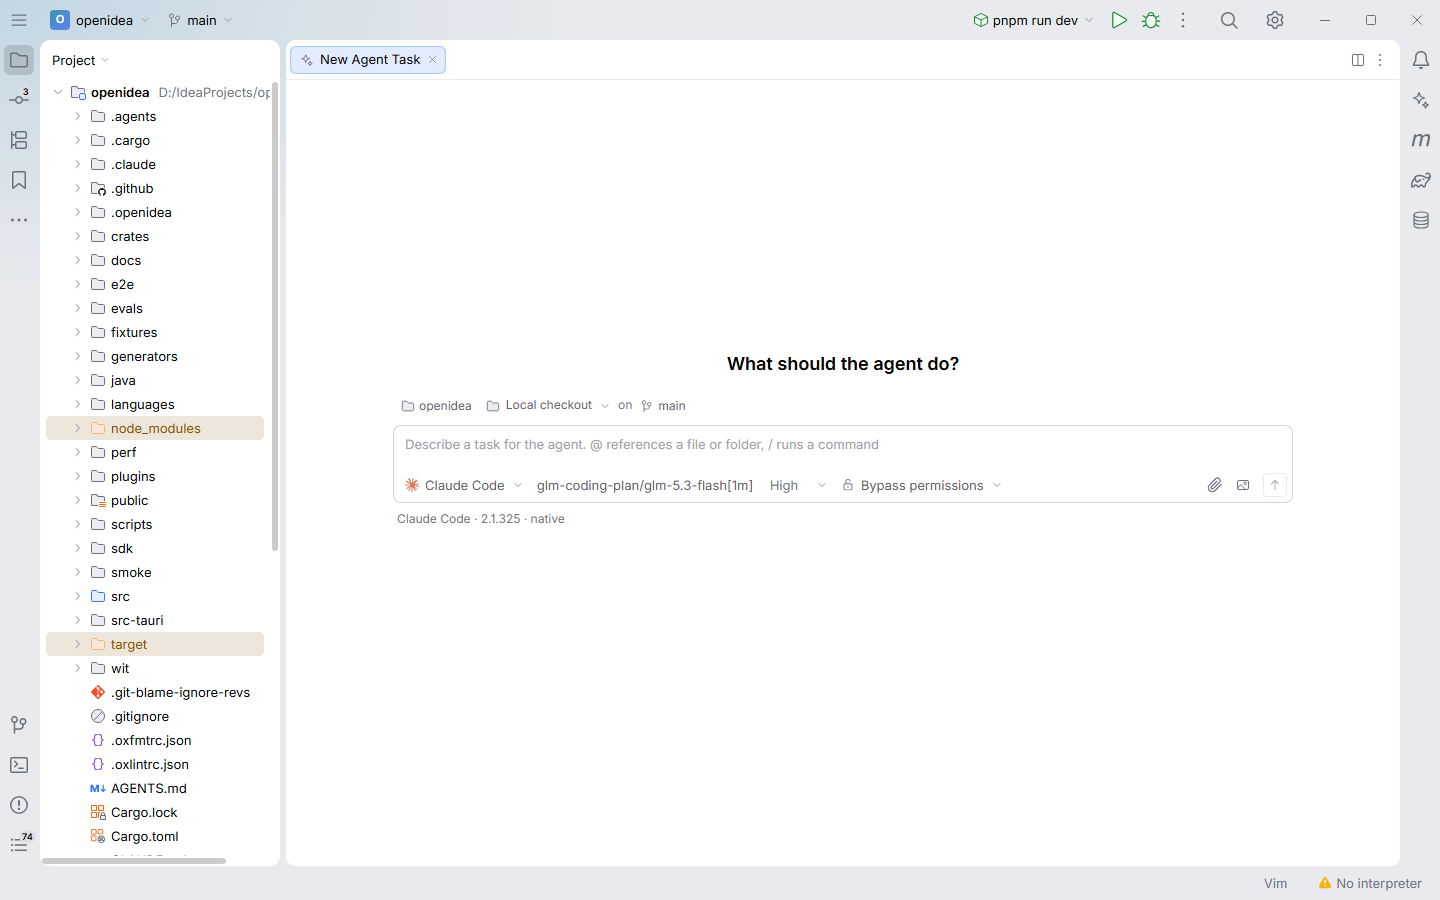 O openidea main pnpm run dev
Project
New Agent Task
3
openidea D:/IdeaProjects/op
.agents
.cargo
.claude
.github
.openidea
crates
docs
e2e
evals
fixtures
generators
java
languages
node_modules
perf
plugins
public
scripts
sdk
smoke
src
src-tauri
target
wit
.git-blame-ignore-revs
.gitignore
.oxfmtrc.json
.oxlintrc.json
AGENTS.md
Cargo.lock
Cargo.toml
74
What should the agent do?
openidea Local checkout on main
Describe a task for the agent. @ references a file or folder, / runs a command
Claude Code glm-coding-plan/glm-5.3-flash[1m] High Bypass permissions
Claude Code · 2.1.325 · native
m
Vim No interpreter